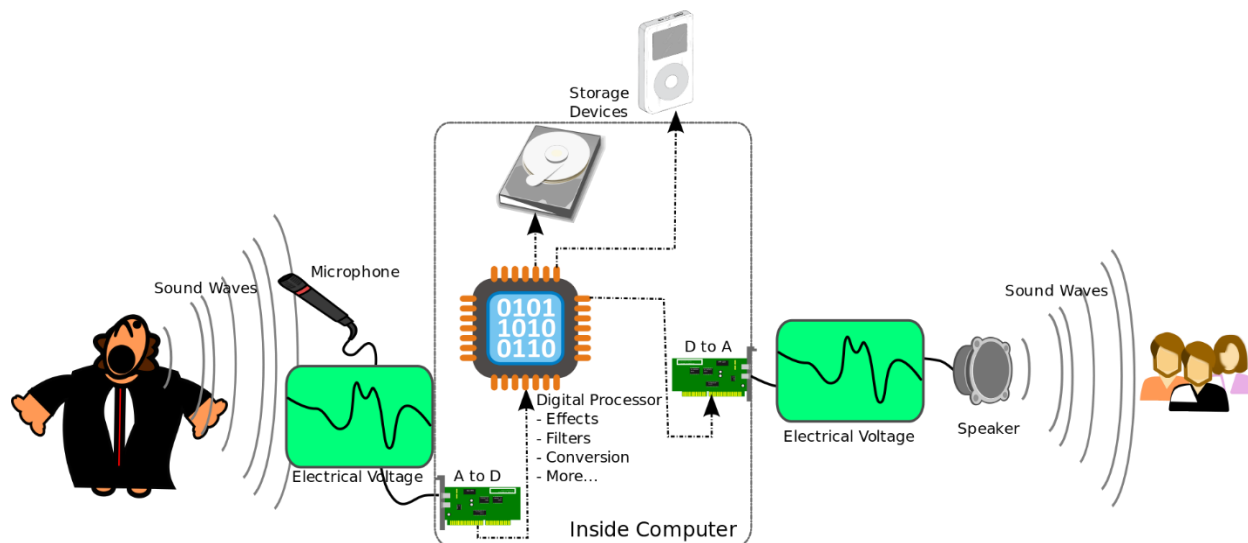 Storage
Devices
Microphone
Sound Waves
Sound Waves
0101
1010
0110
D to A
Digital Processor
- Effects
- Filters
- Conversion
- More...
Electrical Voltage
Speaker
Electrical Voltage
A to D
Inside Computer